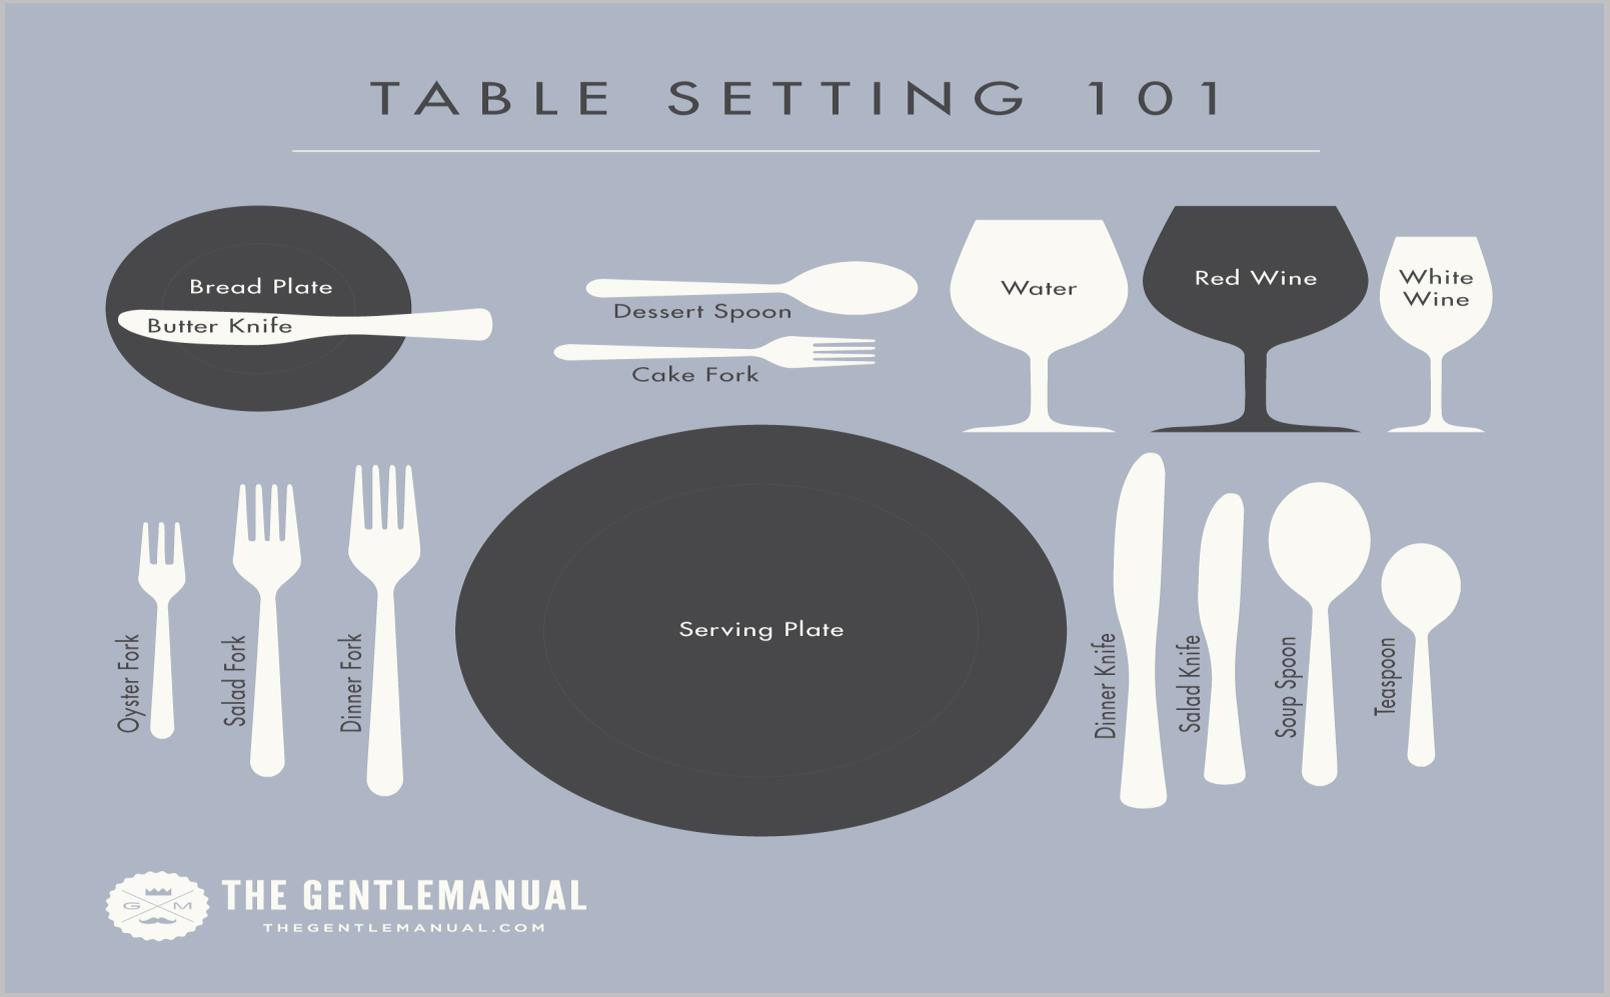 TABLE SETTING 101
Bread Plate
Butter Knife
Dessert Spoon
Cake Fork
Water
Red Wine
White
Wine
Oyster Fork
Salad Fork
Dinner Fork
Serving Plate
Dinner Knife
Salad Knife
Soup Spoon
Teaspoon
G M
THE GENTLEMANUAL
THEGENTLEMANUAL.COM